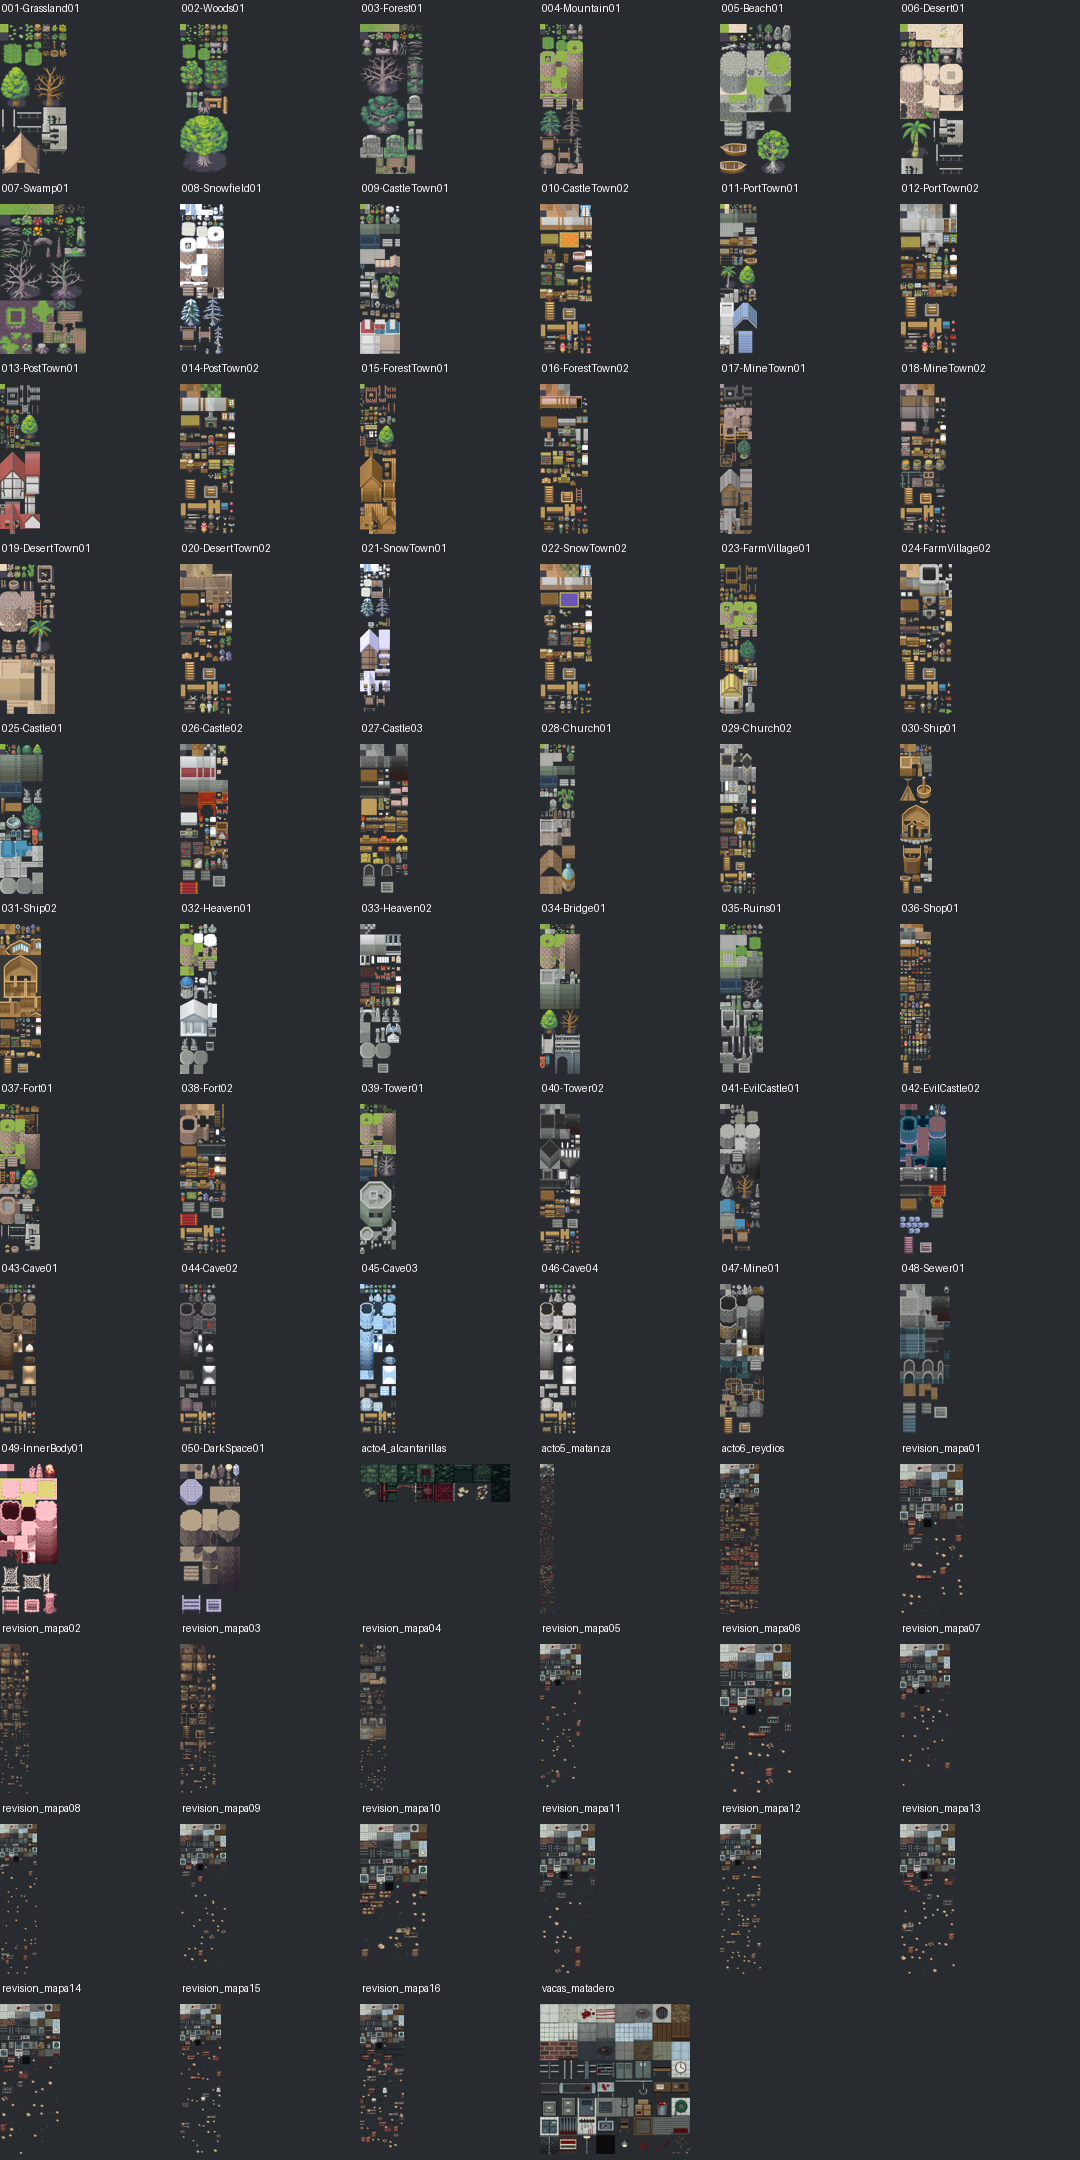 001-Grassland01
002-Woods01
003-Forest01
004-Mountain01
005-Beach01
006-Desert01
007-Swamp01
008-Snowfield01
009-CastleTown01
010-CastleTown02
011-PortTown01
012-PortTown02
013-PostTown01
014-PostTown02
015-ForestTown01
016-ForestTown02
017-MineTown01
018-MineTown02
019-DesertTown01
020-DesertTown02
021-SnowTown01
022-SnowTown02
023-FarmVillage01
024-FarmVillage02
025-Castle01
026-Castle02
027-Castle03
028-Church01
029-Church02
030-Ship01
031-Ship02
032-Heaven01
033-Heaven02
034-Bridge01
035-Ruins01
036-Shop01
037-Fort01
038-Fort02
039-Tower01
040-Tower02
041-EvilCastle01
042-EvilCastle02
043-Cave01
044-Cave02
045-Cave03
046-Cave04
047-Mine01
048-Sewer01
049-InnerBody01
050-DarkSpace01
acto4_alcantarillas
acto5_matanza
acto6_reydios
revision_mapa01
revision_mapa02
revision_mapa03
revision_mapa04
revision_mapa05
revision_mapa06
revision_mapa07
revision_mapa08
revision_mapa09
revision_mapa10
revision_mapa11
revision_mapa12
revision_mapa13
revision_mapa14
revision_mapa15
revision_mapa16
vacas_matadero